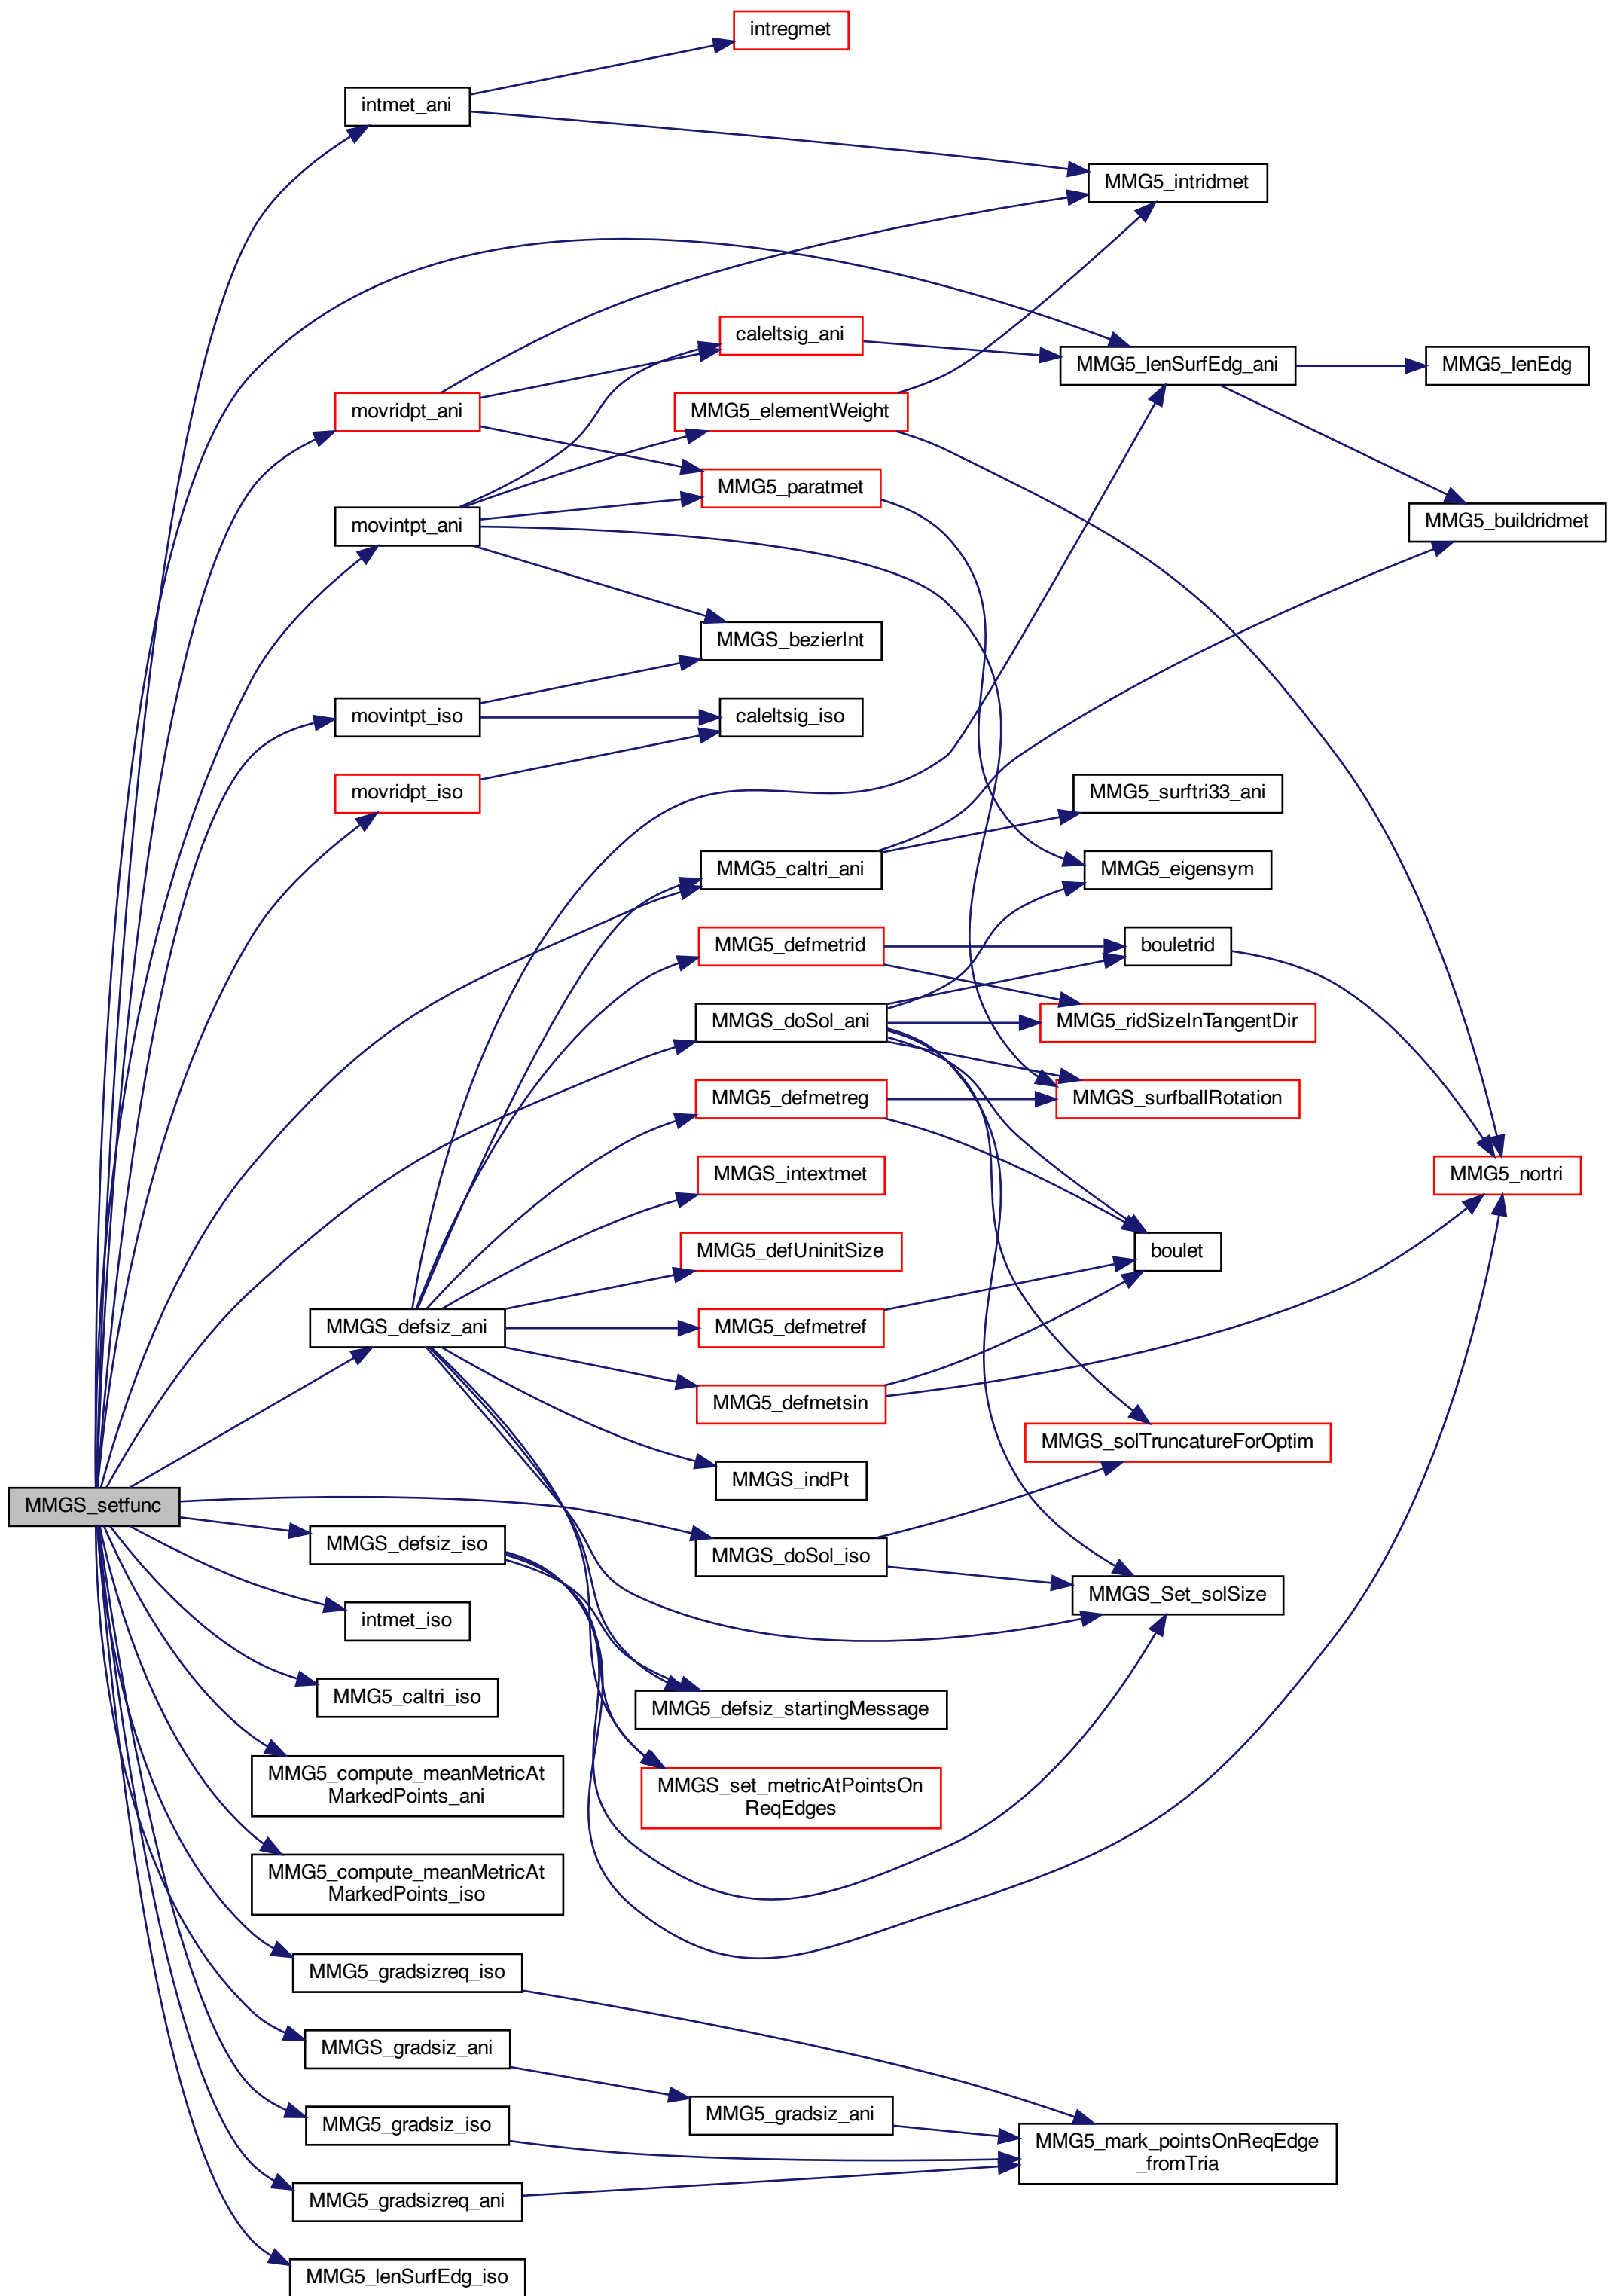 intregmet
intmet_ani
MMG5_intridmet
caleltsig_ani
MMG5_lenSurfEdg_ani
MMG5_lenEdg
movridpt_ani
MMG5_elementWeight
MMG5_paratmet
movintpt_ani
MMG5_buildridmet
MMGS_bezierInt
movintpt_iso
caleltsig_iso
movridpt_iso
MMG5_surftri33_ani
MMG5_caltri_ani
MMG5_eigensym
MMG5_defmetrid
bouletrid
MMGS_doSol_ani
MMG5_ridSizeInTangentDir
MMG5_defmetreg
MMGS_surfballRotation
MMGS_intextmet
MMG5_nortri
MMG5_defUninitSize
boulet
MMGS_defsiz_ani
MMG5_defmetref
MMG5_defmetsin
MMGS_solTruncatureForOptim
MMGS_indPt
MMGS_setfunc
MMGS_defsiz_iso
MMGS_doSol_iso
MMGS_Set_solSize
intmet_iso
MMG5_caltri_iso
MMG5_defsiz_startingMessage
MMG5_compute_meanMetricAt
MarkedPoints_ani
MMGS_set_metricAtPointsOn
ReqEdges
MMG5_compute_meanMetricAt
MarkedPoints_iso
MMG5_gradsizreq_iso
MMGS_gradsiz_ani
MMG5_gradsiz_ani
MMG5_gradsiz_iso
MMG5_mark_pointsOnReqEdge
_fromTria
MMG5_gradsizreq_ani
MMG5_lenSurfEdg_iso